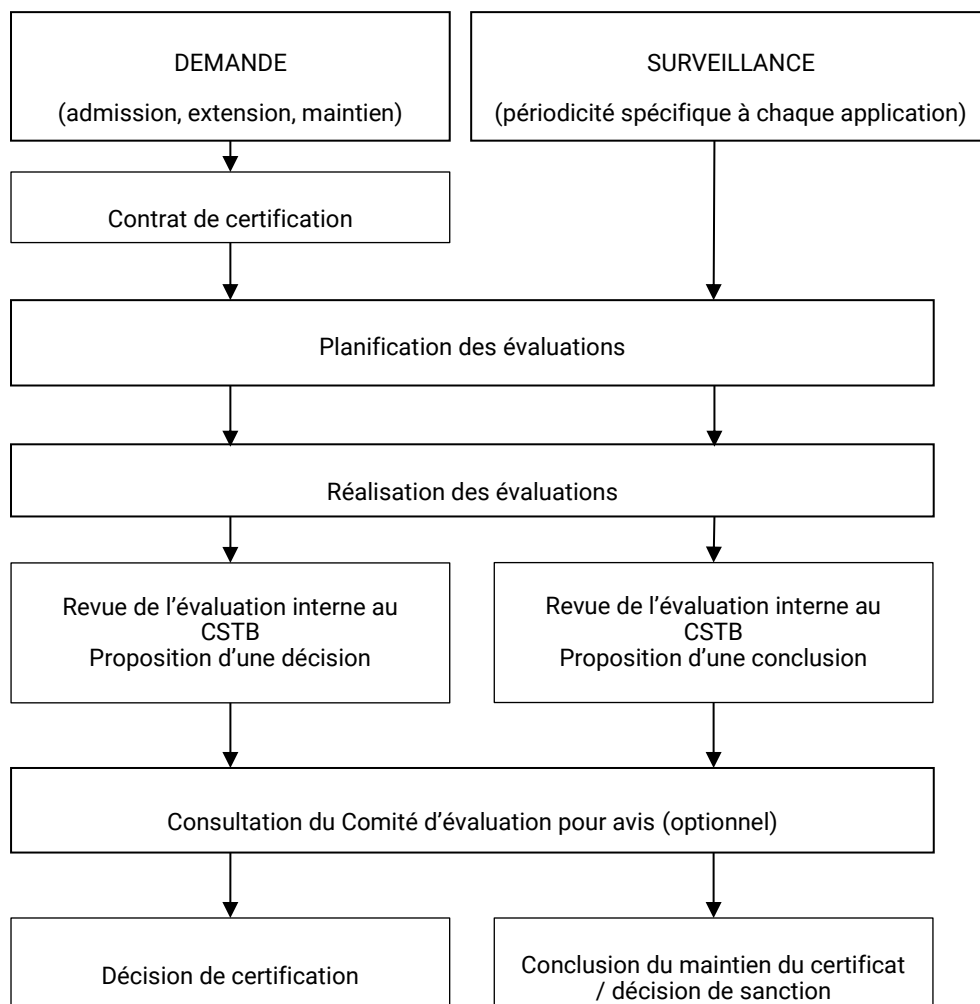 DEMANDE
(admission, extension, maintien)
SURVEILLANCE
(périodicité spécifique à chaque application)
Contrat de certification
Planification des évaluations
Réalisation des évaluations
Revue de l’évaluation interne au
CSTB
Proposition d’une décision
Revue de l’évaluation interne au
CSTB
Proposition d’une conclusion
Consultation du Comité d’évaluation pour avis (optionnel)
Décision de certification
Conclusion du maintien du certificat
/ décision de sanction